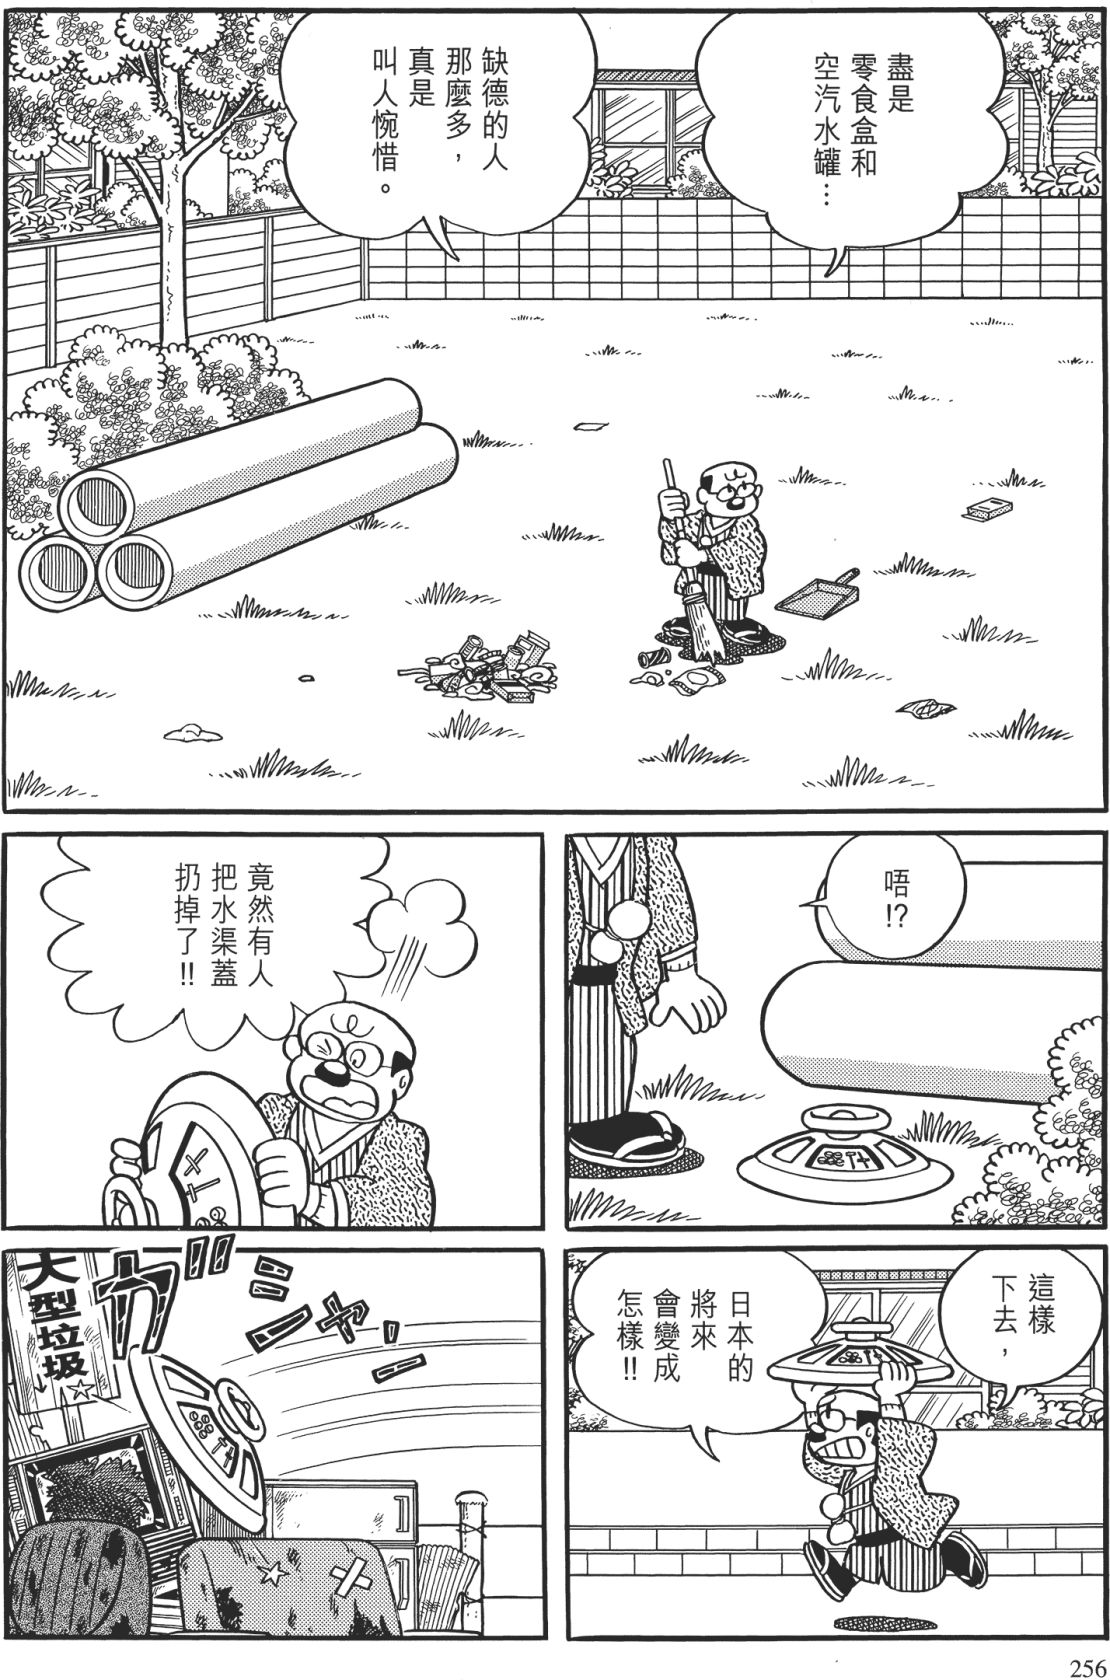 盡是
零食盒和
空汽水罐…
缺德的人
那麼多，
真是
叫人惋惜。
唔!?
竟然有人
把水渠蓋
扔掉了!!
這樣
下去，
日本的
將來
會變成
怎樣!!
大型垃圾
ガシャッ
256